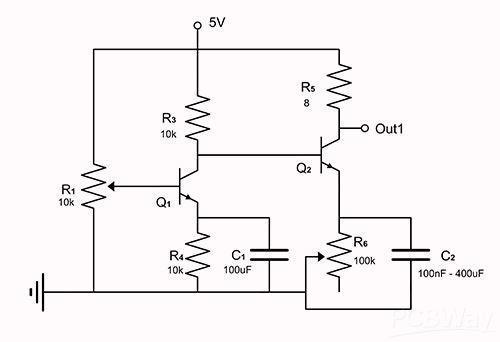 5V
R5
8
Out1
R3
10k
Q2
R1
10k
Q1
R4
10k
C1
100uF
R6
100k
C2
100nF - 400uF
PCBWay